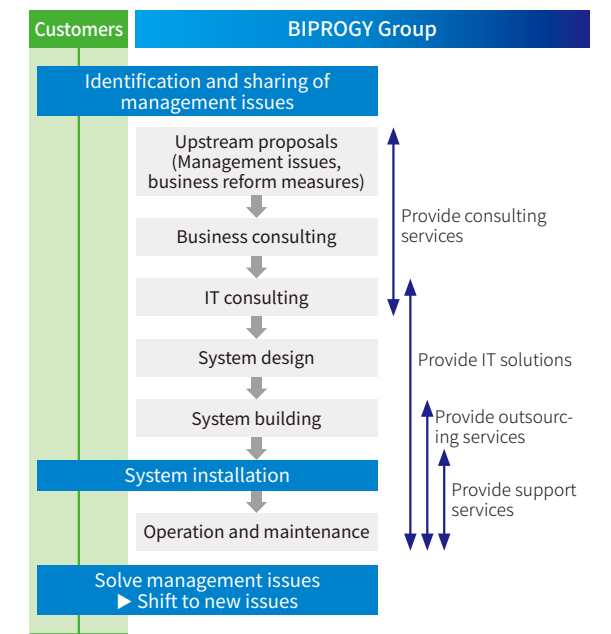 Customers
BIPROGY Group
Identification and sharing of
management issues
Upstream proposals
(Management issues,
business reform measures)
Business consulting
IT consulting
System design
System building
System installation
Operation and maintenance
Solve management issues
▶ Shift to new issues
Provide consulting
services
Provide IT solutions
Provide outsourc-
ing services
Provide support
services